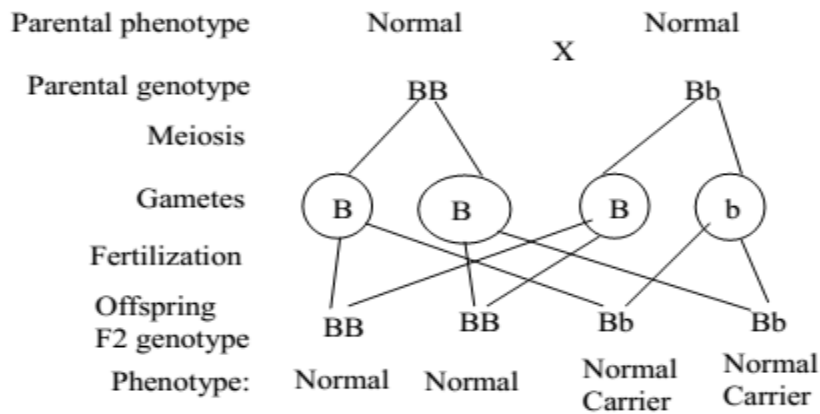 Parental phenotype Normal Normal
X
Parental genotype BB Bb
Meiosis
Gametes B B B b
Fertilization
Offspring
F2 genotype BB BB Bb Bb
Phenotype: Normal Normal Normal Carrier Normal Carrier